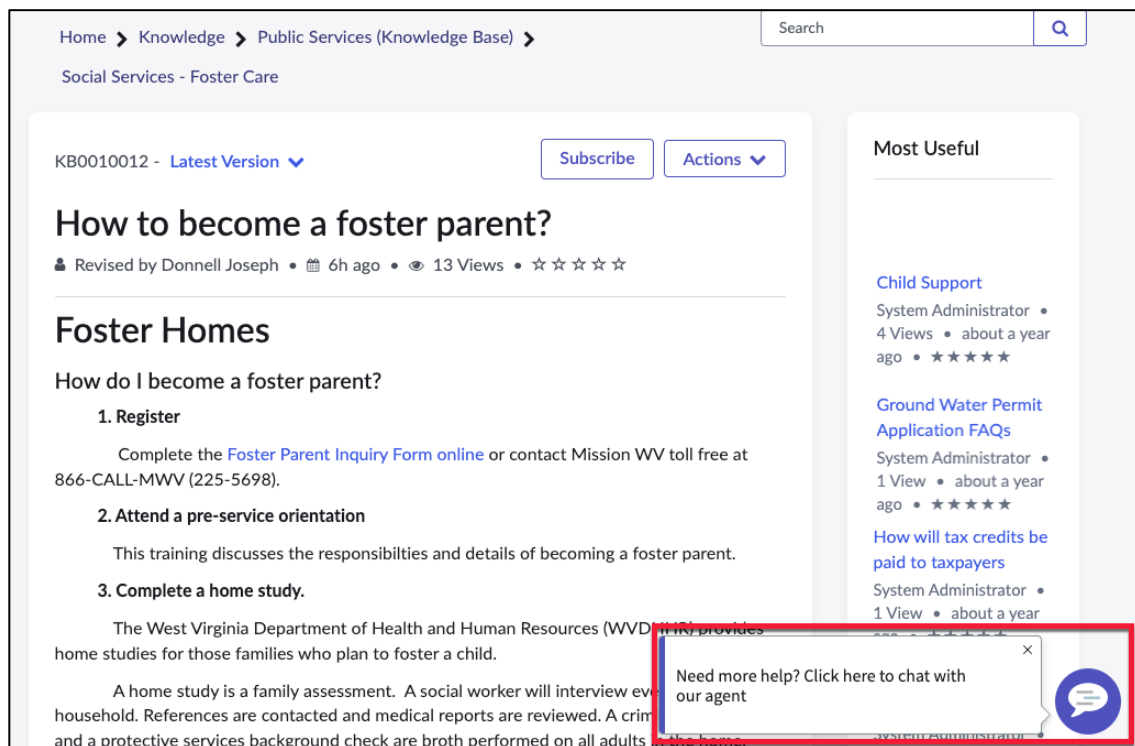 Home > Knowledge > Public Services (Knowledge Base) >
Social Services - Foster Care
Search
KB0010012 - Latest Version
Subscribe
Actions
How to become a foster parent?
Revised by Donnell Joseph • 6h ago • 13 Views • ☆☆☆☆☆
Foster Homes
How do I become a foster parent?
1. Register
Complete the Foster Parent Inquiry Form online or contact Mission WV toll free at
866-CALL-MWV (225-5698).
2. Attend a pre-service orientation
This training discusses the responsibilties and details of becoming a foster parent.
3. Complete a home study.
The West Virginia Department of Health and Human Resources (WVDHHR) provides
home studies for those families who plan to foster a child.
A home study is a family assessment. A social worker will interview
household. References are contacted and medical reports are reviewed. A
and a protective services background check are broth performed on all adults in the home.
Most Useful
Child Support
System Administrator •
4 Views • about a year
ago • ★★★★★
Ground Water Permit
Application FAQs
System Administrator •
1 View • about a year
ago • ★★★★★
How will tax credits be
paid to taxpayers
System Administrator •
1 View • about a year
ago • ★★★★★
Need more help? Click here to chat with
our agent
System Administrator •